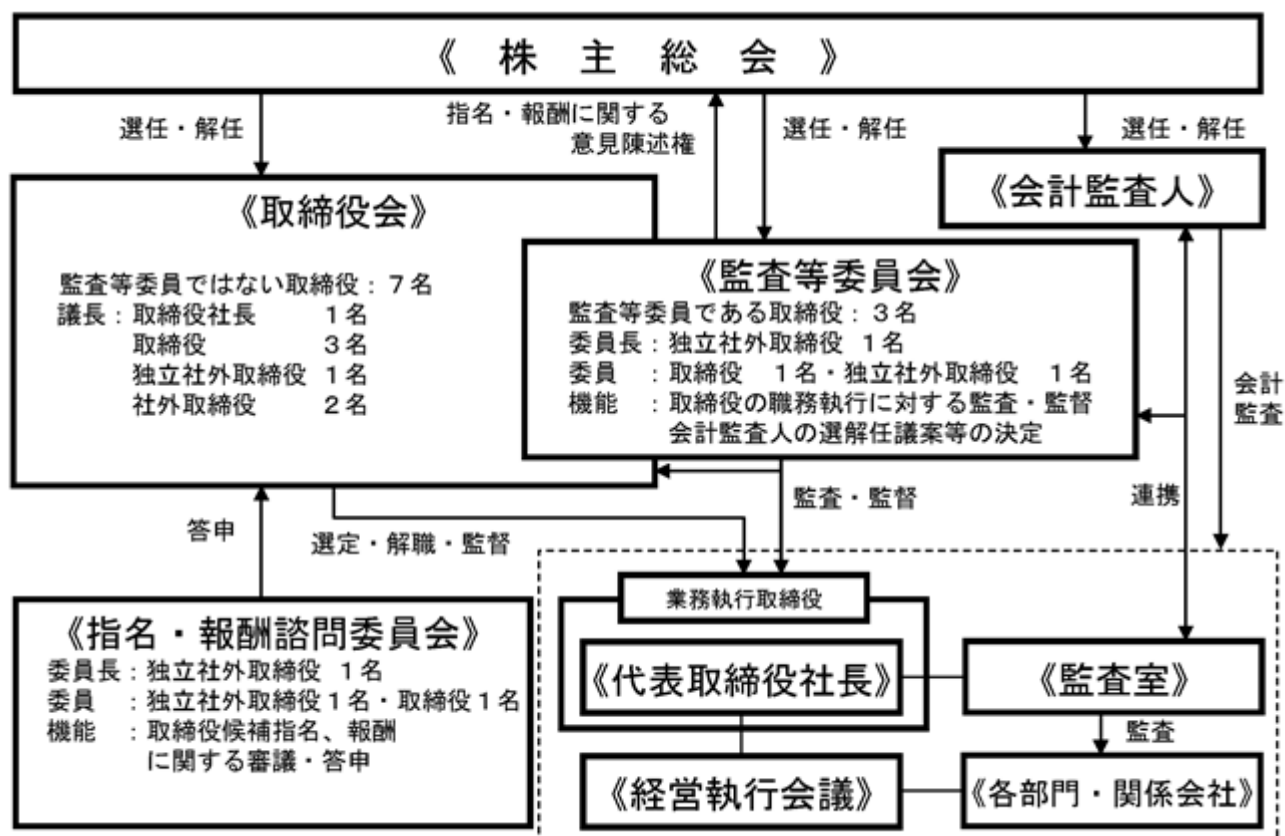 《 株 主 総 会 》
選任・解任
指名・報酬に関する
意見陳述権
選任・解任
選任・解任
《会計監査人》
《取締役会》
監査等委員ではない取締役：７名
議長：取締役社長 １名
取締役 ３名
独立社外取締役 １名
社外取締役 ２名
《監査等委員会》
監査等委員である取締役：３名
委員長：独立社外取締役 １名
委員 ：取締役 １名・独立社外取締役 １名
機能 ：取締役の職務執行に対する監査・監督
会計監査人の選解任議案等の決定
会計
監査
答申
選定・解職・監督
監査・監督
連携
《指名・報酬諮問委員会》
委員長：独立社外取締役 １名
委員 ：独立社外取締役１名・取締役１名
機能 ：取締役候補指名、報酬
に関する審議・答申
業務執行取締役
《代表取締役社長》
《監査室》
監査
《経営執行会議》
《各部門・関係会社》